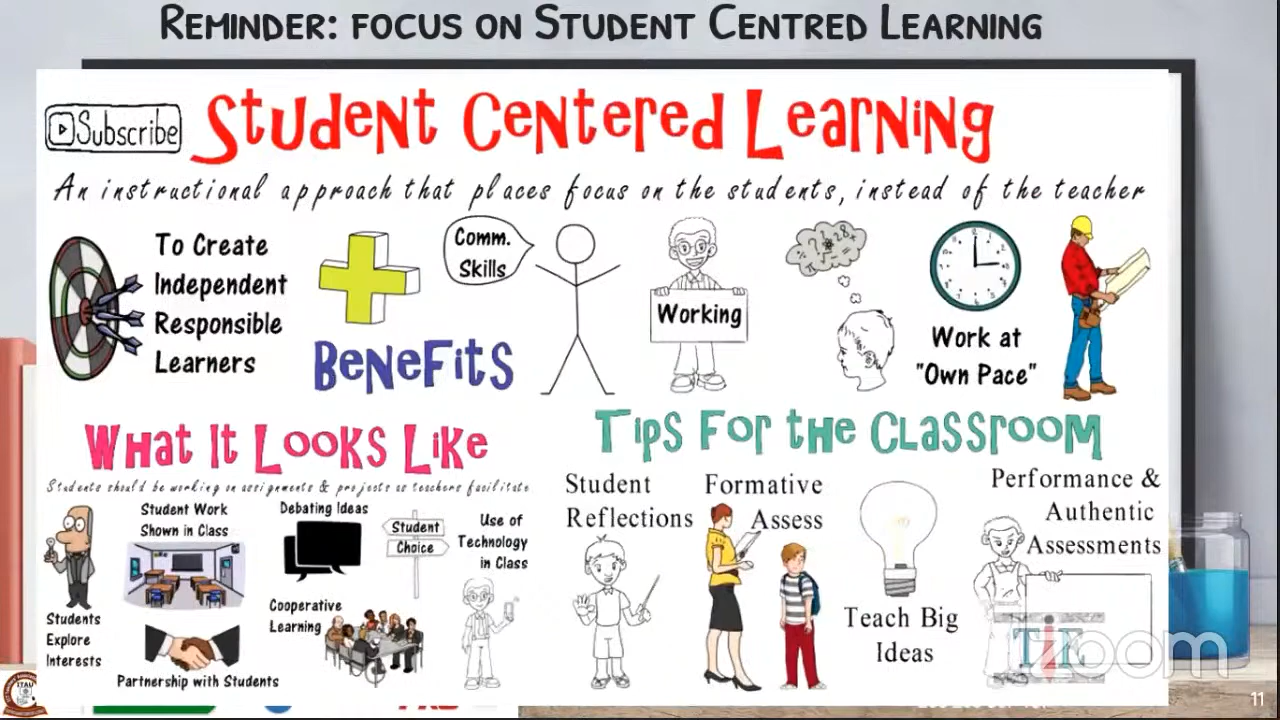 REMINDER: FOCUS ON STUDENT CENTRED LEARNING
Subscribe
Student Centered Learning
An instructional approach that places focus on the students, instead of the teacher
To Create
Independent
Responsible
Learners
BeneFits
Comm.
Skills
Working
Work at
"Own Pace"
What It Looks Like
Students should be working on assignments & projects as teachers facilitate
Students
Explore
Interests
Student Work
Shown in Class
Partnership with Students
Debating Ideas
Cooperative
Learning
Student
Choice
Use of
Technology
in Class
Tips For the Classroom
Student
Reflections
Formative
Assess
Teach Big
Ideas
Performance &
Authentic
Assessments
zoom
11